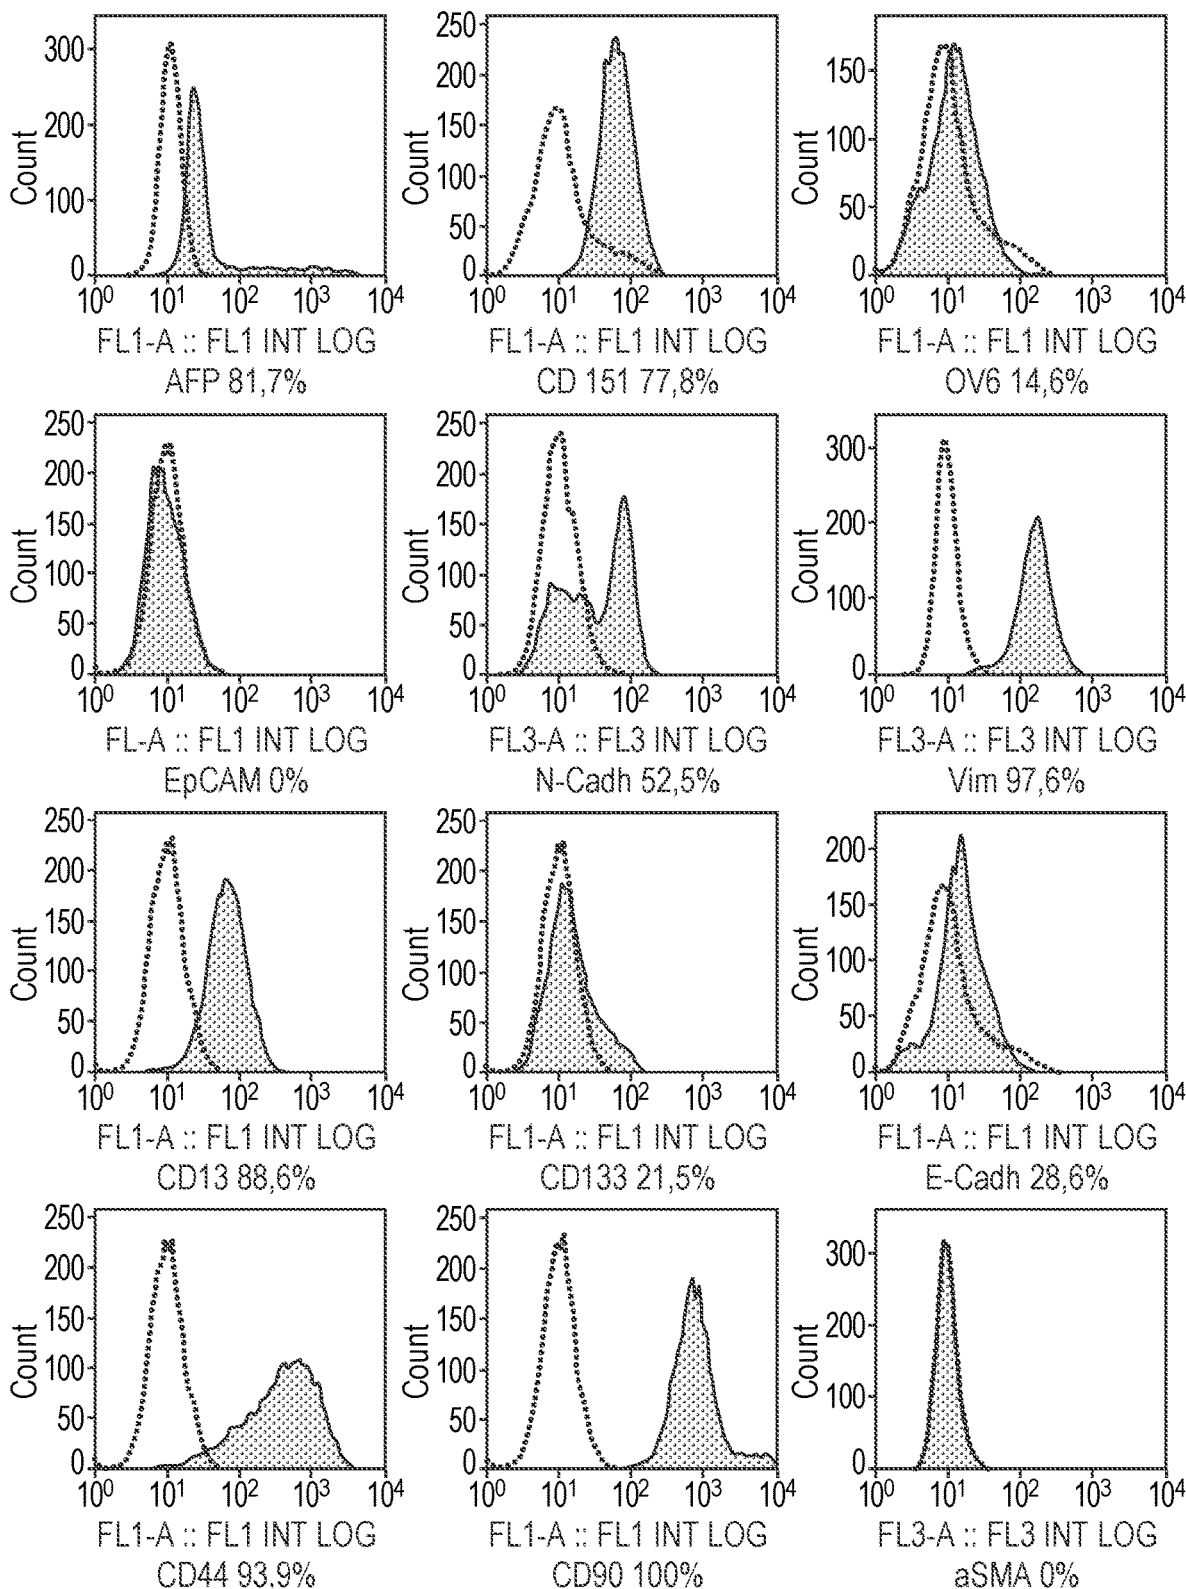 300
200
100
0
Count
10⁰ 10¹ 10² 10³ 10⁴
FL1-A :: FL1 INT LOG
AFP 81,7%
250
200
150
100
50
0
Count
10⁰ 10¹ 10² 10³ 10⁴
FL1-A :: FL1 INT LOG
CD 151 77,8%
150
100
50
0
Count
10⁰ 10¹ 10² 10³ 10⁴
FL1-A :: FL1 INT LOG
OV6 14,6%
250
200
150
100
50
0
Count
10⁰ 10¹ 10² 10³ 10⁴
FL-A :: FL1 INT LOG
EpCAM 0%
250
200
150
100
50
0
Count
10⁰ 10¹ 10² 10³ 10⁴
FL3-A :: FL3 INT LOG
N-Cadh 52,5%
300
200
100
0
Count
10⁰ 10¹ 10² 10³ 10⁴
FL3-A :: FL3 INT LOG
Vim 97,6%
250
200
150
100
50
0
Count
10⁰ 10¹ 10² 10³ 10⁴
FL1-A :: FL1 INT LOG
CD13 88,6%
250
200
150
100
50
0
Count
10⁰ 10¹ 10² 10³ 10⁴
FL1-A :: FL1 INT LOG
CD133 21,5%
200
150
100
50
0
Count
10⁰ 10¹ 10² 10³ 10⁴
FL1-A :: FL1 INT LOG
E-Cadh 28,6%
250
200
150
100
50
0
Count
10⁰ 10¹ 10² 10³ 10⁴
FL1-A :: FL1 INT LOG
CD44 93,9%
250
200
150
100
50
0
Count
10⁰ 10¹ 10² 10³ 10⁴
FL1-A :: FL1 INT LOG
CD90 100%
300
200
100
0
Count
10⁰ 10¹ 10² 10³ 10⁴
FL3-A :: FL3 INT LOG
aSMA 0%